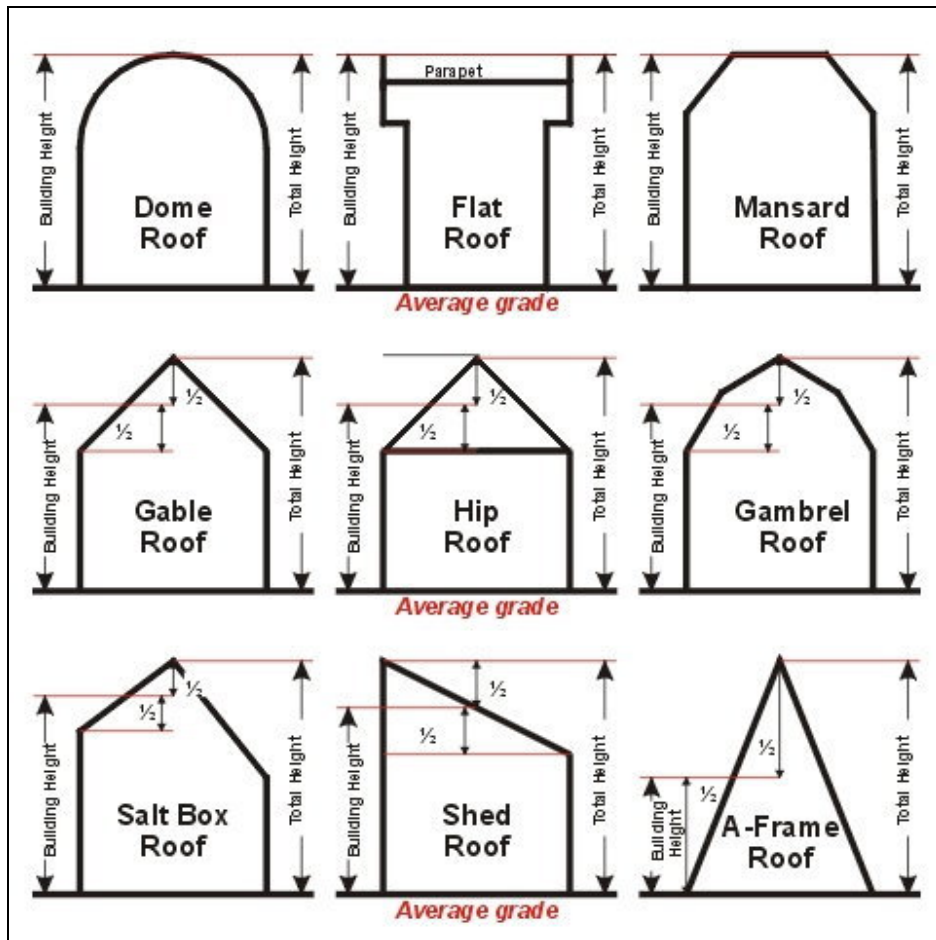 Building Height
Parapet
Total Height
Dome
Roof
Building Height
Flat
Roof
Total Height
Building Height
Mansard
Roof
Total Height
Average grade
½
½
Building Height
Gable
Roof
Total Height
½
½
Building Height
Hip
Roof
Total Height
½
½
Building Height
Gambrel
Roof
Total Height
Average grade
½
½
Building Height
Salt Box
Roof
Total Height
½
½
Building Height
Shed
Roof
Total Height
½
½
Building
Height
A-Frame
Roof
Total Height
Average grade